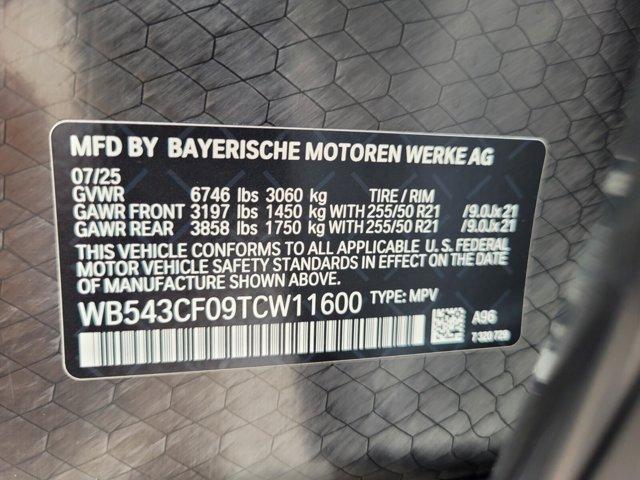 MFD BY BAYERISCHE MOTOREN WERKE AG
07/25
GVWR 6746 lbs 3060 kg TIRE / RIM
GAWR FRONT 3197 lbs 1450 kg WITH 255/50 R21 /9.0Jx21
GAWR REAR 3858 lbs 1750 kg WITH 255/50 R21 /9.0Jx21
THIS VEHICLE CONFORMS TO ALL APPLICABLE U.S. FEDERAL
MOTOR VEHICLE SAFETY STANDARDS IN EFFECT ON THE DATE OF
MANUFACTURE SHOWN ABOVE.
WB543CF09TCW11600 TYPE: MPV
A96
7 320 729